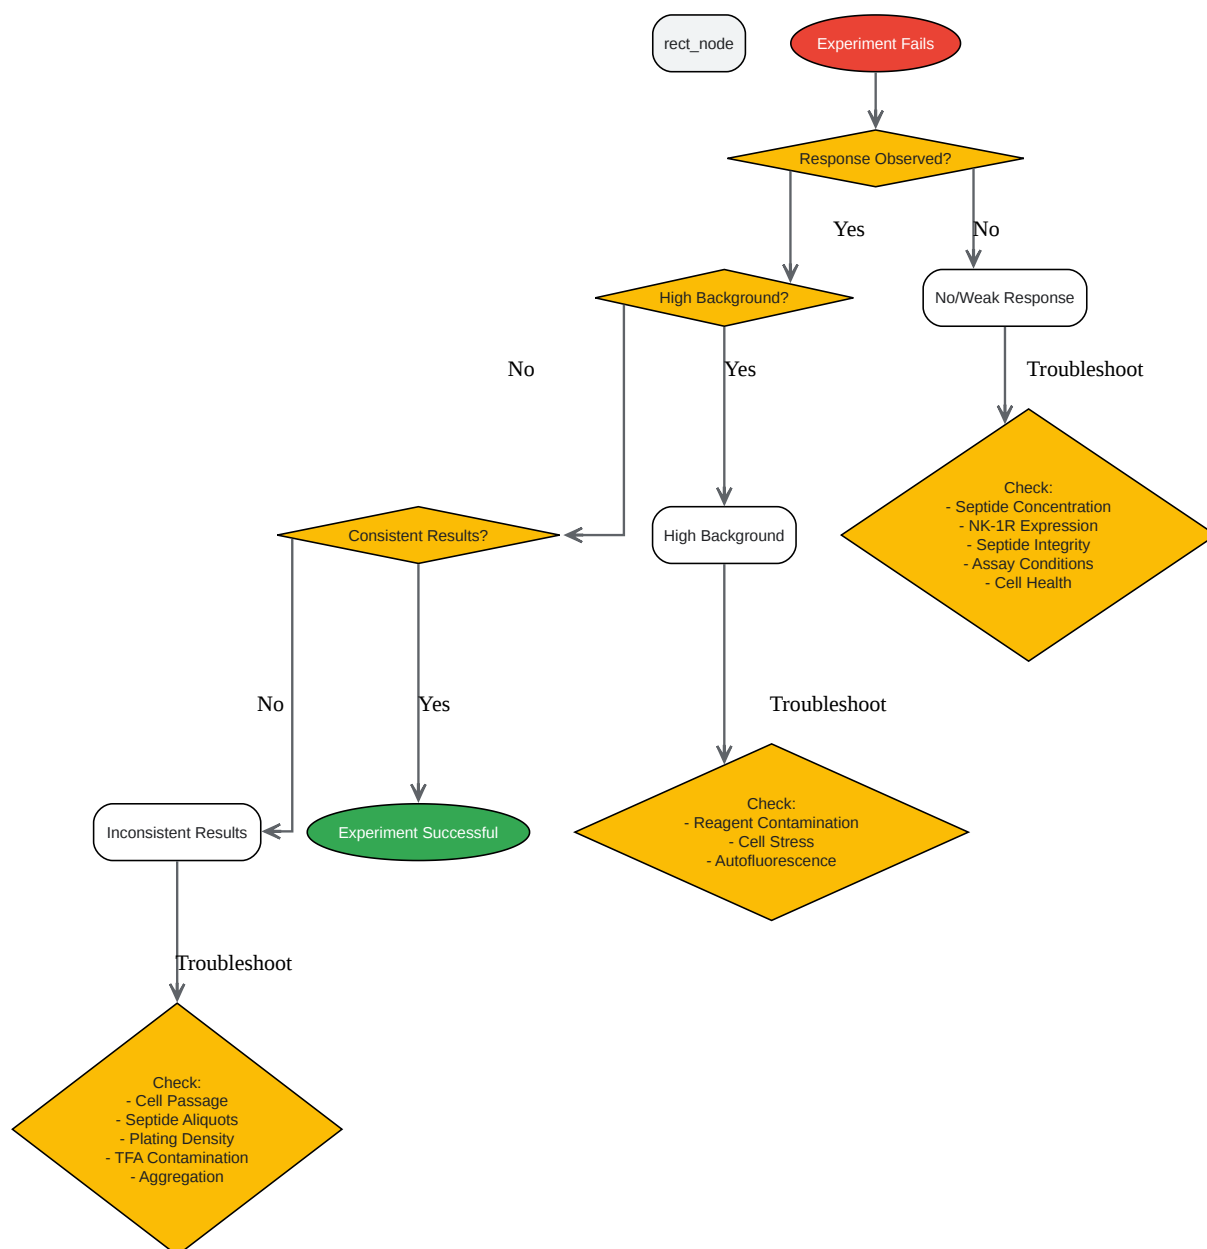 rect_node
Experiment Fails
Response Observed?
Yes
No
High Background?
No/Weak Response
No
Yes
Troubleshoot
Check:
- Septide Concentration
- NK-1R Expression
- Septide Integrity
- Assay Conditions
- Cell Health
Consistent Results?
High Background
No
Yes
Troubleshoot
Inconsistent Results
Experiment Successful
Check:
- Reagent Contamination
- Cell Stress
- Autofluorescence
Troubleshoot
Check:
- Cell Passage
- Septide Aliquots
- Plating Density
- TFA Contamination
- Aggregation